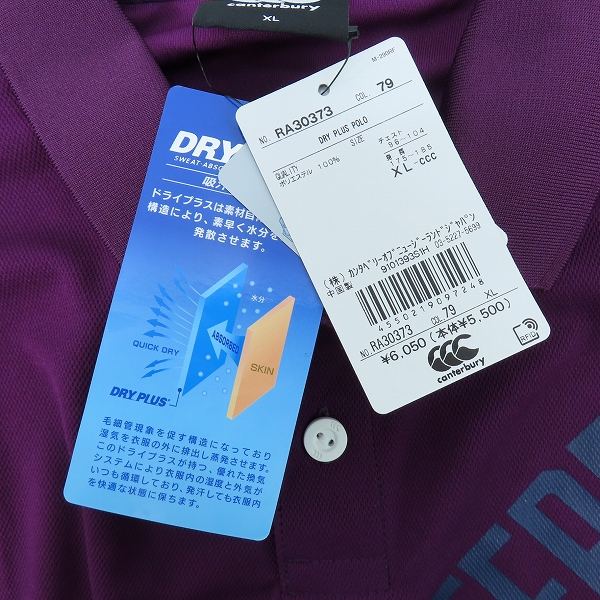 canterbury
XL
M-290RF
NO. RA30373 COL. 79
DRY PLUS POLO
QUALITY
ポリエステル 100%
SIZE
チェスト
96-104
身長
175-185
XL-CCC
(株)カンタベリーオブニュージーランドジャパン
中国製 9101393S1H 03-5227-5699
4550219097248
NO. RA30373 COL 79 XL
¥6,050(本体¥5,500)
canterbury
RFID
DRY
SWEAT-ABSO
吸
ドライプラスは素材自
構造により、素早く水分を
発散させます。
水分
QUICK DRY
ABSORBED
SKIN
DRY PLUS
毛細管現象を促す構造になっており
湿気を衣服の外に排出し蒸発させます。
このドライプラスが持つ、優れた換気
システムにより衣服内の湿度と外気が
いつも循環しており、発汗しても衣服内
を快適な状態に保ちます。